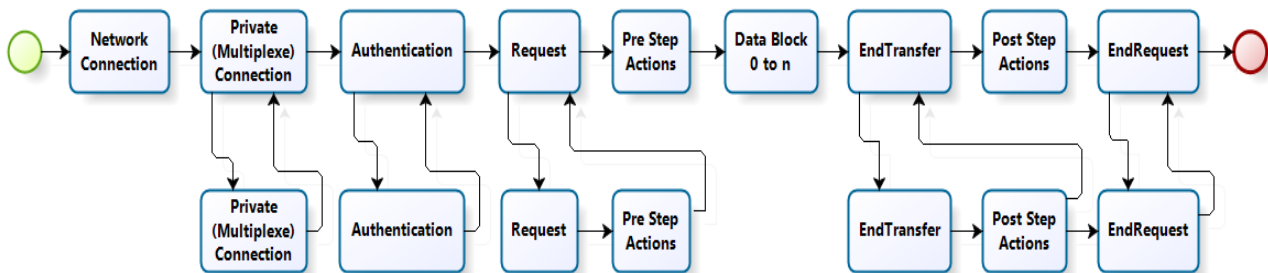 Network
Connection
Private
(Multiplexe)
Connection
Authentication
Request
Pre Step
Actions
Data Block
0 to n
EndTransfer
Post Step
Actions
EndRequest
Private
(Multiplexe)
Connection
Authentication
Request
Pre Step
Actions
EndTransfer
Post Step
Actions
EndRequest